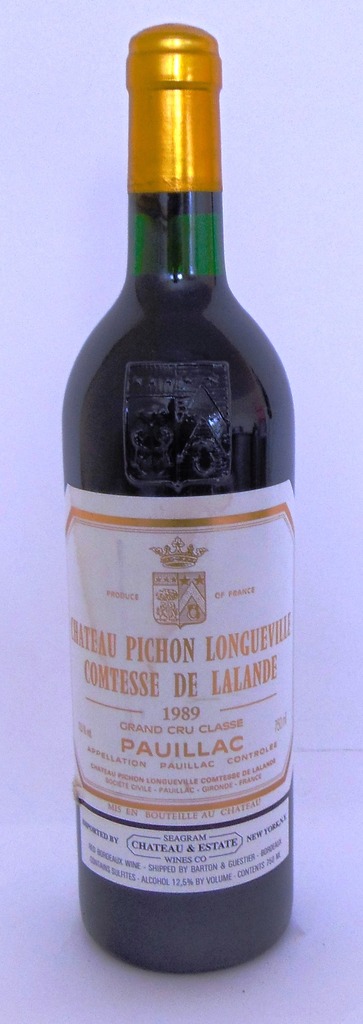 PRODUCE OF FRANCE
CHATEAU PICHON LONGUEVILLE
COMTESSE DE LALANDE
1989
GRAND CRU CLASSE
750ml
PAUILLAC
APPELLATION PAUILLAC CONTROLEE
CHATEAU PICHON LONGUEVILLE COMTESSE DE LALANDE
SOCIÉTÉ CIVILE - PAUILLAC - GIRONDE - FRANCE
MIS EN BOUTEILLE AU CHATEAU
IMPORTED BY SEAGRAM NEW YORK, N.Y.
CHATEAU & ESTATE
WINES CO
RED BORDEAUX WINE - SHIPPED BY BARTON & GUESTIER - BORDEAUX
CONTAINS SULFITES - ALCOHOL 12,5% BY VOLUME - CONTENTS 750 ML